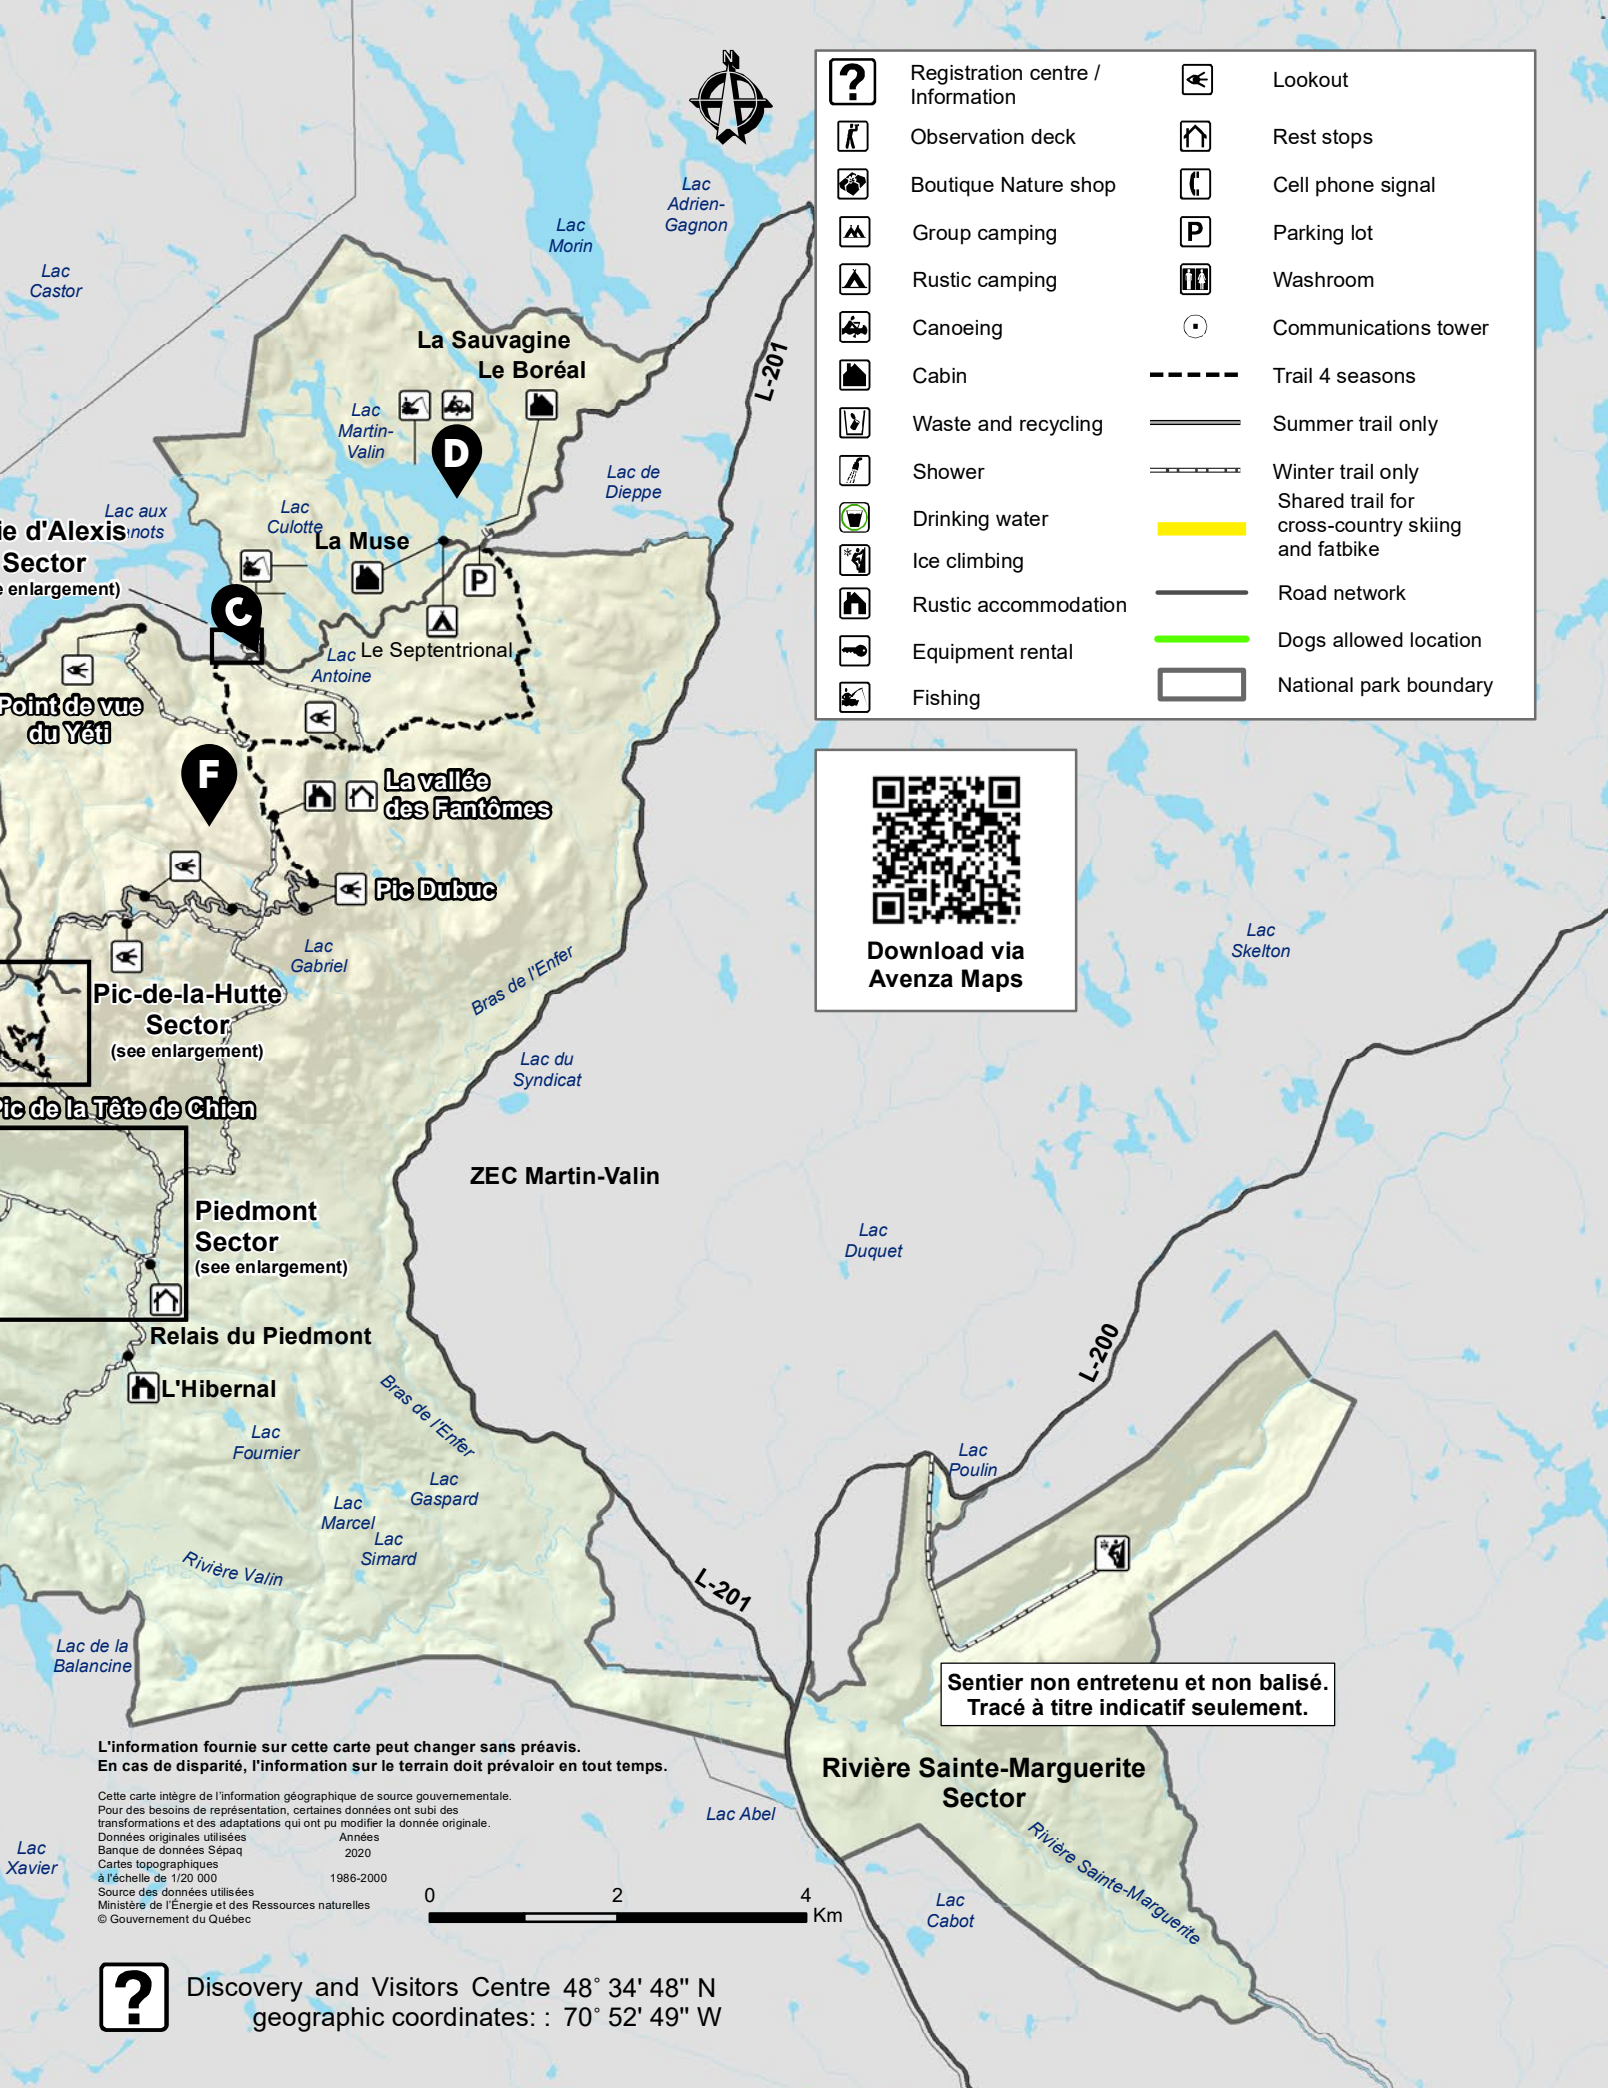 N
Registration centre /
Information
Observation deck
Boutique Nature shop
Group camping
Rustic camping
Canoeing
Cabin
Waste and recycling
Shower
Drinking water
Ice climbing
Rustic accommodation
Equipment rental
Fishing
Lookout
Rest stops
Cell phone signal
P
Parking lot
Washroom
Communications tower
Trail 4 seasons
Summer trail only
Winter trail only
Shared trail for
cross-country skiing
and fatbike
Road network
Dogs allowed location
National park boundary
Lac
Adrien-
Gagnon
Lac
Morin
Lac
Castor
La Sauvagine
Le Boréal
L-201
Lac
Martin-
Valin
D
Lac de
Dieppe
Lac aux
nots
Lac
Culotte
ie d'Alexis
Sector
e enlargement)
La Muse
P
C
Le Septentrional
Lac
Antoine
Point de vue
du Yéti
F
La vallée
des Fantômes
Pic Dubuc
Lac
Gabriel
Bras de l'Enfer
Download via
Avenza Maps
Lac
Skelton
Pic-de-la-Hutte
Sector
(see enlargement)
Lac du
Syndicat
ic de la Tête de Chien
ZEC Martin-Valin
Piedmont
Sector
(see enlargement)
Lac
Duquet
Relais du Piedmont
L-200
L'Hibernal
Bras de l'Enfer
Lac
Fournier
Lac
Gaspard
Lac
Marcel
Lac
Simard
Lac
Poulin
Rivière Valin
L-201
Lac de la
Balancine
Sentier non entretenu et non balisé.
Tracé à titre indicatif seulement.
L'information fournie sur cette carte peut changer sans préavis.
En cas de disparité, l'information sur le terrain doit prévaloir en tout temps.
Rivière Sainte-Marguerite
Sector
Cette carte intègre de l'information géographique de source gouvernementale.
Pour des besoins de représentation, certaines données ont subi des
transformations et des adaptations qui ont pu modifier la donnée originale.
Données originales utilisées Années
Banque de données Sépaq 2020
Cartes topographiques
à l'échelle de 1/20 000 1986-2000
Source des données utilisées
Ministère de l'Énergie et des Ressources naturelles
© Gouvernement du Québec
Lac Abel
Lac
Xavier
Rivière Sainte-Marguerite
Lac
Cabot
0 2 4
Km
? Discovery and Visitors Centre 48° 34' 48" N
geographic coordinates: : 70° 52' 49" W